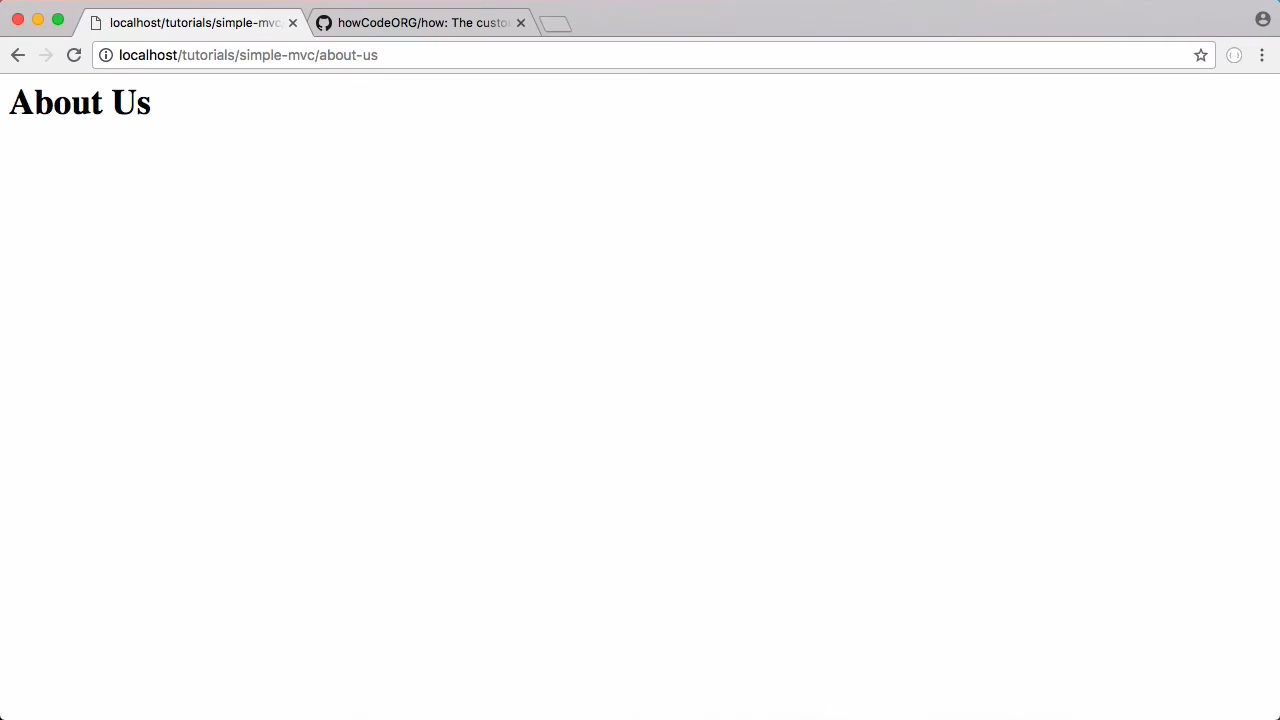 localhost/tutorials/simple-mvc
howCodeORG/how: The custo
localhost/tutorials/simple-mvc/about-us
About Us